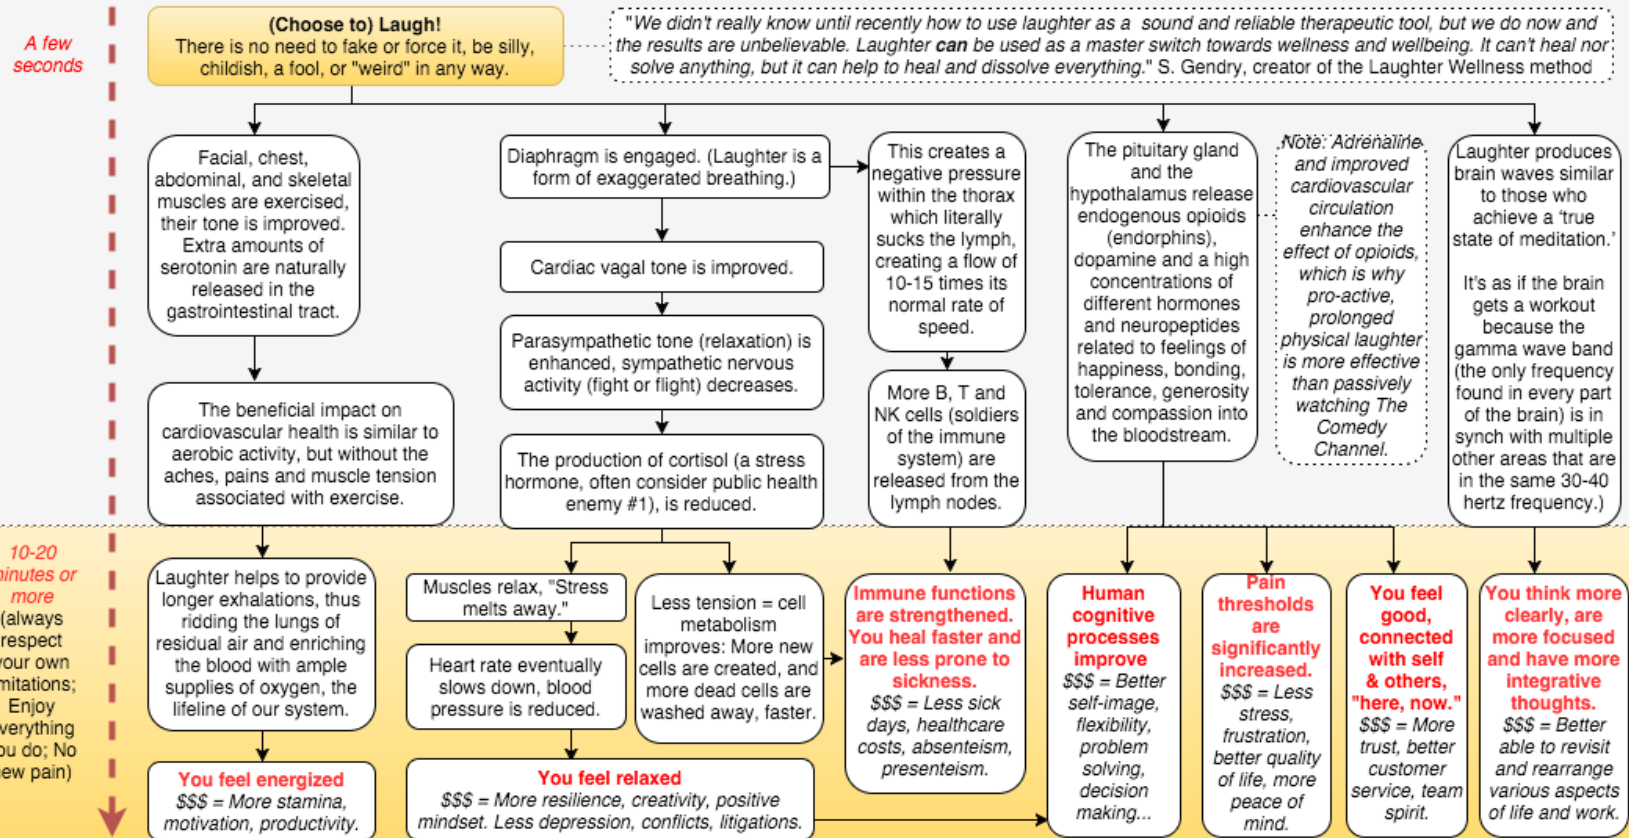 A few
seconds
(Choose to) Laugh!
There is no need to fake or force it, be silly,
childish, a fool, or "weird" in any way.
"We didn't really know until recently how to use laughter as a sound and reliable therapeutic tool, but we do now and
the results are unbelievable. Laughter can be used as a master switch towards wellness and wellbeing. It can't heal nor
solve anything, but it can help to heal and dissolve everything." S. Gendry, creator of the Laughter Wellness method
Facial, chest,
abdominal, and skeletal
muscles are exercised,
their tone is improved.
Extra amounts of
serotonin are naturally
released in the
gastrointestinal tract.
The beneficial impact on
cardiovascular health is similar to
aerobic activity, but without the
aches, pains and muscle tension
associated with exercise.
Diaphragm is engaged. (Laughter is a
form of exaggerated breathing.)
Cardiac vagal tone is improved.
Parasympathetic tone (relaxation) is
enhanced, sympathetic nervous
activity (fight or flight) decreases.
The production of cortisol (a stress
hormone, often consider public health
enemy #1), is reduced.
This creates a
negative pressure
within the thorax
which literally
sucks the lymph,
creating a flow of
10-15 times its
normal rate of
speed.
More B, T and
NK cells (soldiers
of the immune
system) are
released from the
lymph nodes.
The pituitary gland
and the
hypothalamus release
endogenous opioids
(endorphins),
dopamine and a high
concentrations of
different hormones
and neuropeptides
related to feelings of
happiness, bonding,
tolerance, generosity
and compassion into
the bloodstream.
Note: Adrenaline
and improved
cardiovascular
circulation
enhance the
effect of opioids,
which is why
pro-active,
prolonged
physical laughter
is more effective
than passively
watching The
Comedy
Channel.
Laughter produces
brain waves similar
to those who
achieve a 'true
state of meditation.'
It's as if the brain
gets a workout
because the
gamma wave band
(the only frequency
found in every part
of the brain) is in
synch with multiple
other areas that are
in the same 30-40
hertz frequency.)
10-20
minutes or
more
(always
respect
your own
limitations;
Enjoy
everything
you do; No
new pain)
Laughter helps to provide
longer exhalations, thus
ridding the lungs of
residual air and enriching
the blood with ample
supplies of oxygen, the
lifeline of our system.
You feel energized
$$$ = More stamina,
motivation, productivity.
Muscles relax, "Stress
melts away."
Heart rate eventually
slows down, blood
pressure is reduced.
Less tension = cell
metabolism
improves: More new
cells are created, and
more dead cells are
washed away, faster.
You feel relaxed
$$$ = More resilience, creativity, positive
mindset. Less depression, conflicts, litigations.
Immune functions
are strengthened.
You heal faster and
are less prone to
sickness.
$$$ = Less sick
days, healthcare
costs, absenteism,
presenteism.
Human
cognitive
processes
improve
$$$ = Better
self-image,
flexibility,
problem
solving,
decision
making...
Pain
thresholds
are
significantly
increased.
$$$ = Less
stress,
frustration,
better quality
of life, more
peace of
mind.
You feel
good,
connected
with self
& others,
"here, now."
$$$ = More
trust, better
customer
service, team
spirit.
You think more
clearly, are
more focused
and have more
integrative
thoughts.
$$$ = Better
able to revisit
and rearrange
various aspects
of life and work.